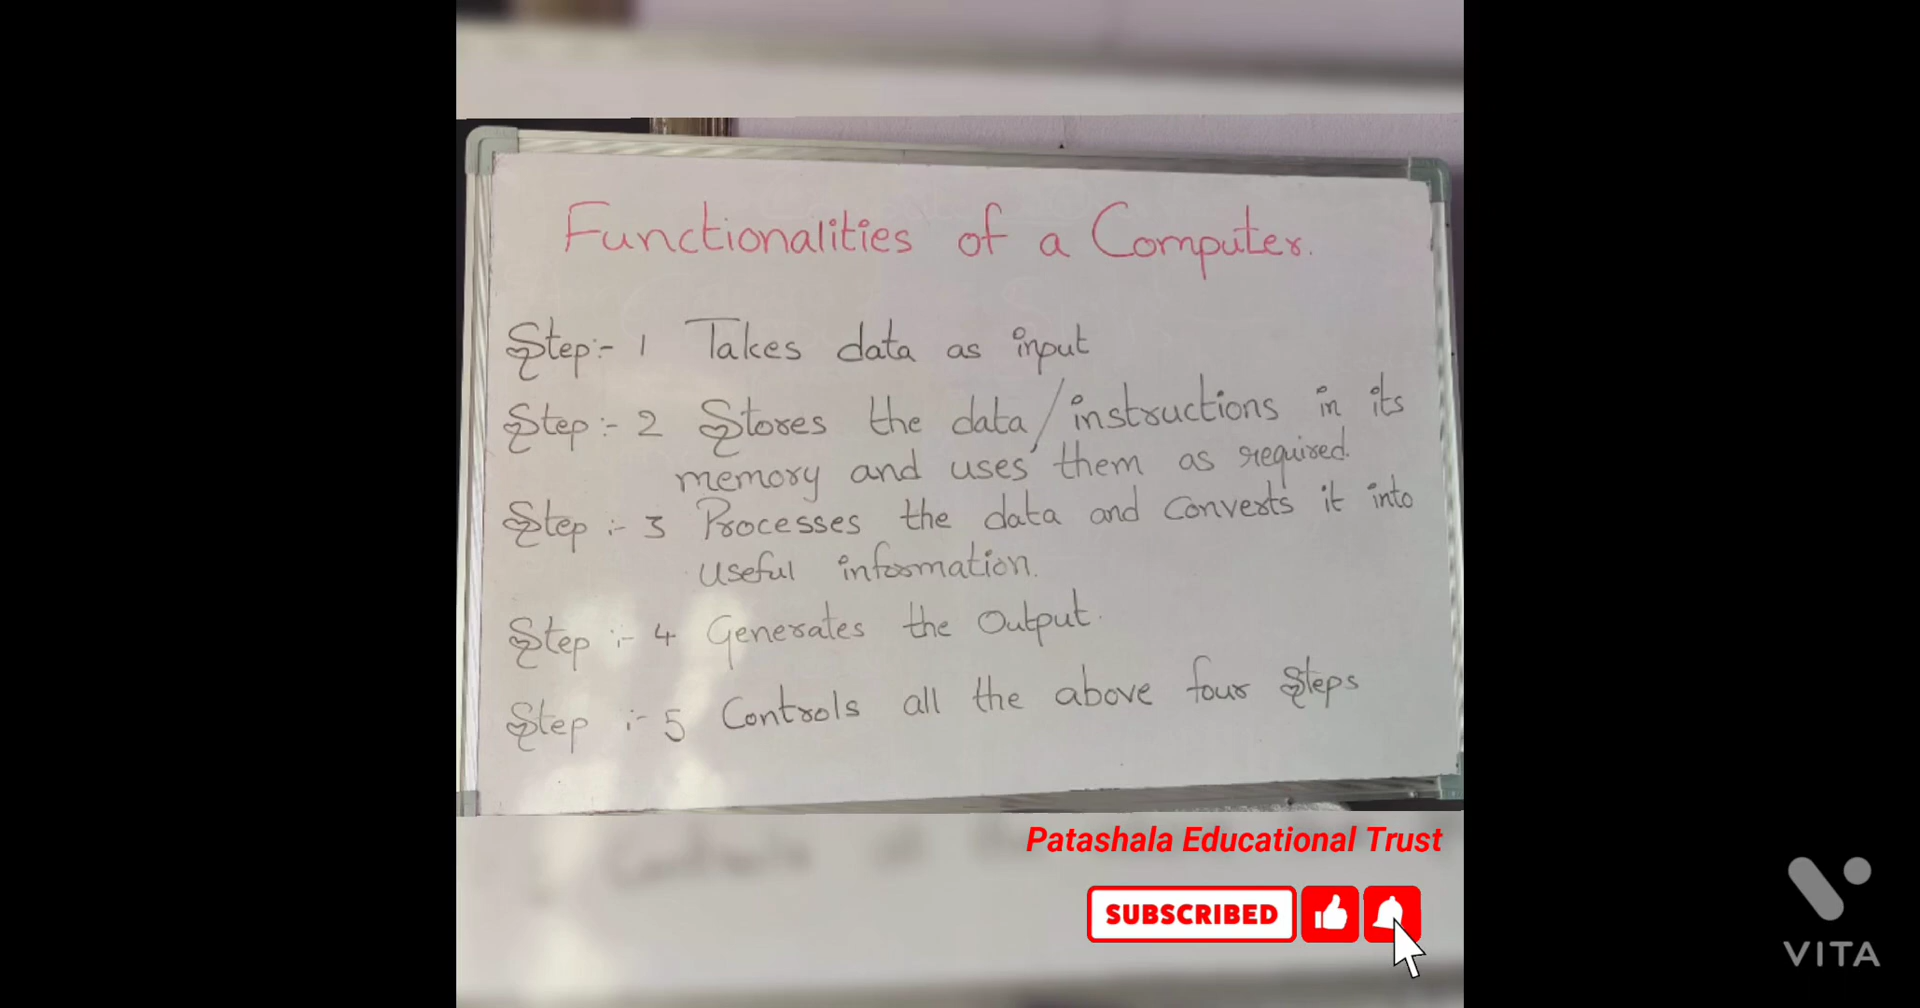 Functionalities of a Computer.
Step:- 1 Takes data as input
Step:- 2 Stores the data/instructions in its
memory and uses them as required.
Step:- 3 Processes the data and converts it into
useful information.
Step:- 4 Generates the Output.
Step:- 5 Controls all the above four Steps
Patashala Educational Trust
SUBSCRIBED
VITA